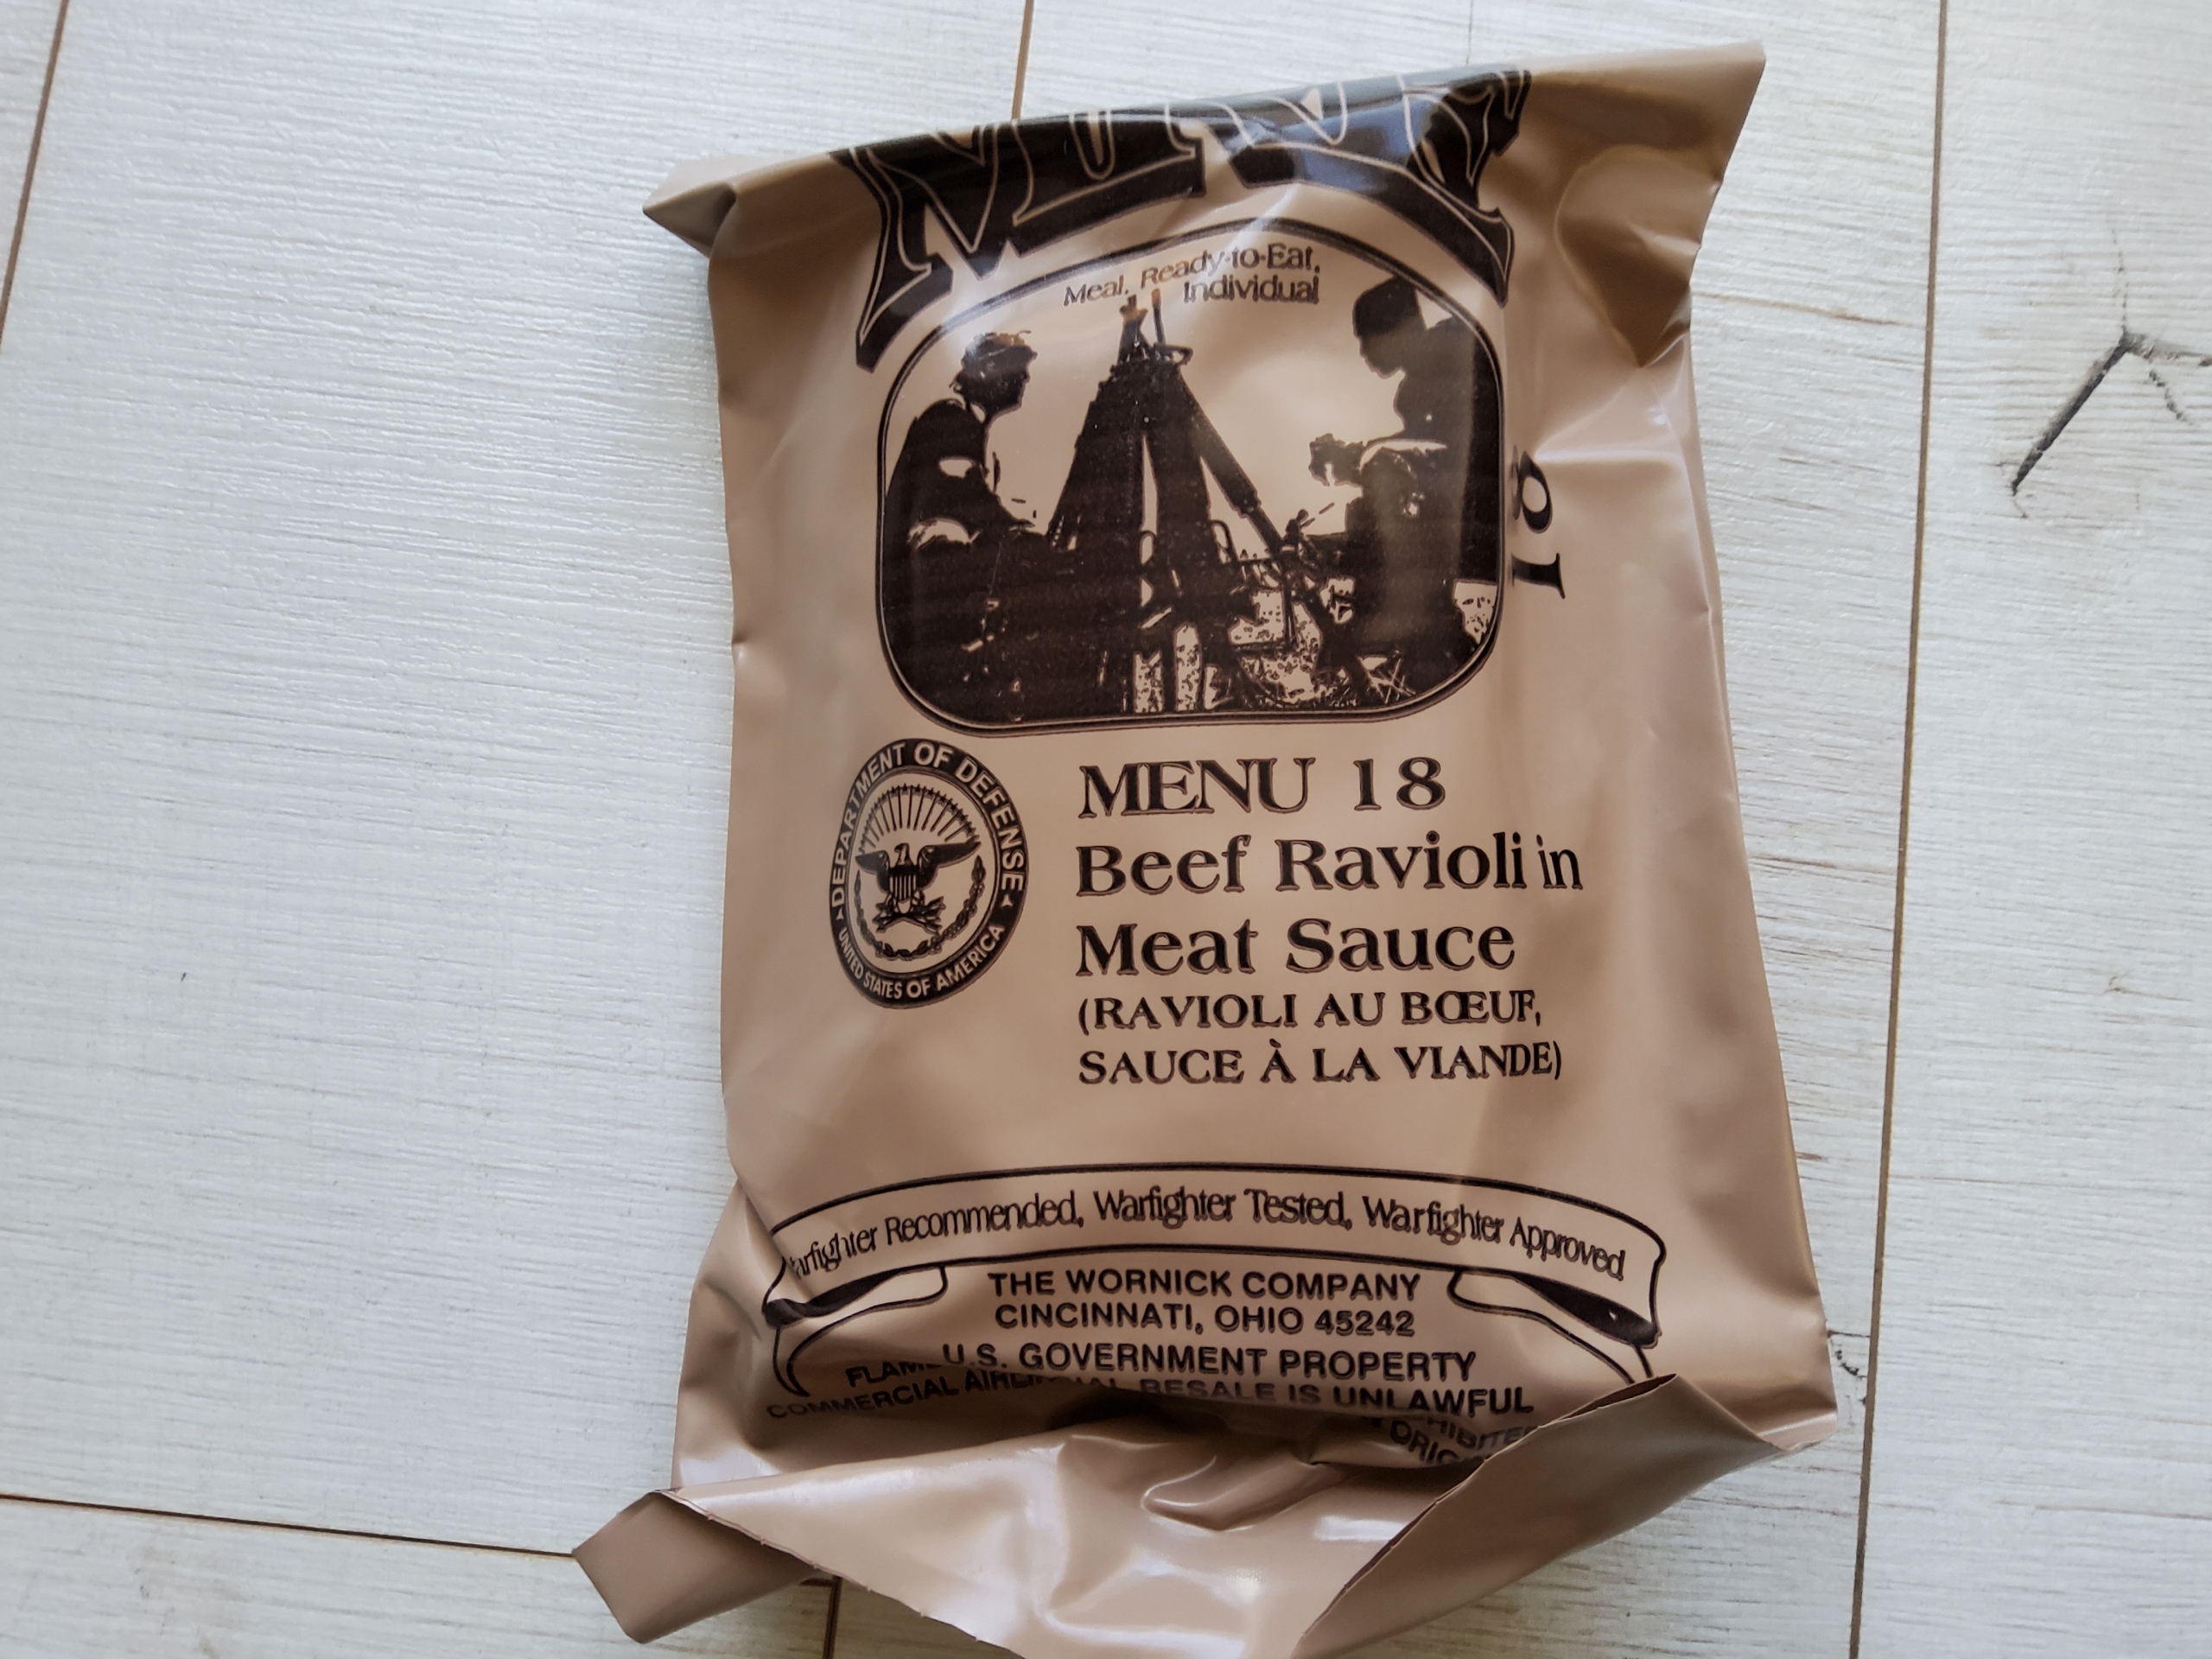 Meal, Ready-to-Eat,
Individual
18
DEPARTMENT OF DEFENSE
UNITED STATES OF AMERICA
MENU 18
Beef Ravioli in
Meat Sauce
(RAVIOLI AU BŒUF,
SAUCE À LA VIANDE)
Recommended, Warfighter Tested, Warfighter Approved
THE WORNICK COMPANY
CINCINNATI, OHIO 45242
U.S. GOVERNMENT PROPERTY
COMMERCIAL RESALE IS UNLAWFUL